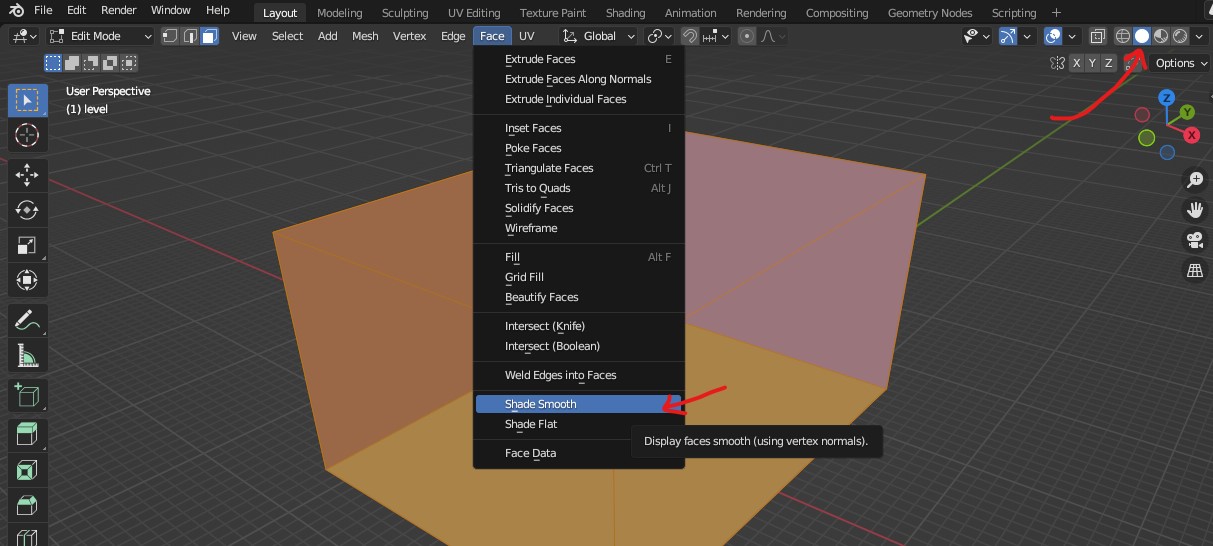 File Edit Render Window Help Layout Modeling Sculpting UV Editing Texture Paint Shading Animation Rendering Compositing Geometry Nodes Scripting +
Edit Mode View Select Add Mesh Vertex Edge Face UV Global
X Y Z Options
User Perspective
(1) level
Extrude Faces E
Extrude Faces Along Normals
Extrude Individual Faces
Inset Faces I
Poke Faces
Triangulate Faces Ctrl T
Tris to Quads Alt J
Solidify Faces
Wireframe
Fill Alt F
Grid Fill
Beautify Faces
Intersect (Knife)
Intersect (Boolean)
Weld Edges into Faces
Shade Smooth
Shade Flat
Face Data
Display faces smooth (using vertex normals).
Z
Y
X